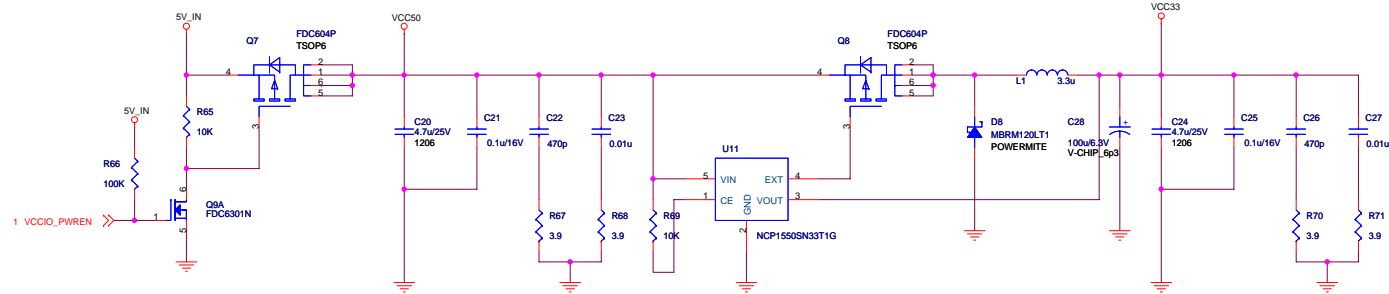 5V_IN
VCC50
VCC33
Q7
FDC604P
TSOP6
4
2
1
6
5
3
Q8
FDC604P
TSOP6
4
2
1
6
5
3
L1
3.3u
5V_IN
R65
10K
R66
100K
C20
4.7u/25V
1206
C21
0.1u/16V
C22
470p
C23
0.01u
D8
MBRM120LT1
POWERMITE
C28
100u/6.3V
V-CHIP_6p3
+
C24
4.7u/25V
1206
C25
0.1u/16V
C26
470p
C27
0.01u
U11
5
VIN
EXT
4
1
CE
VOUT
3
GND
2
NCP1550SN33T1G
1 VCCIO_PWREN
1
6
5
Q9A
FDC6301N
R67
3.9
R68
3.9
R69
10K
R70
3.9
R71
3.9